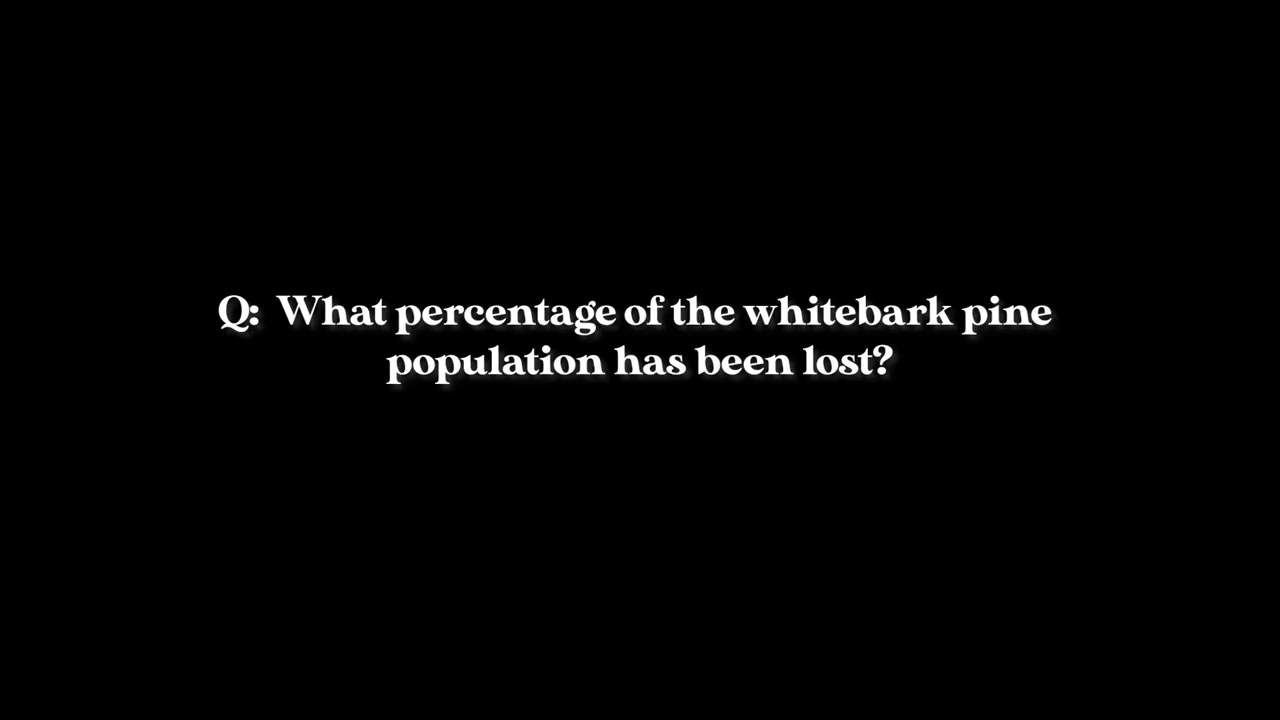 Q: What percentage of the whitebark pine
population has been lost?